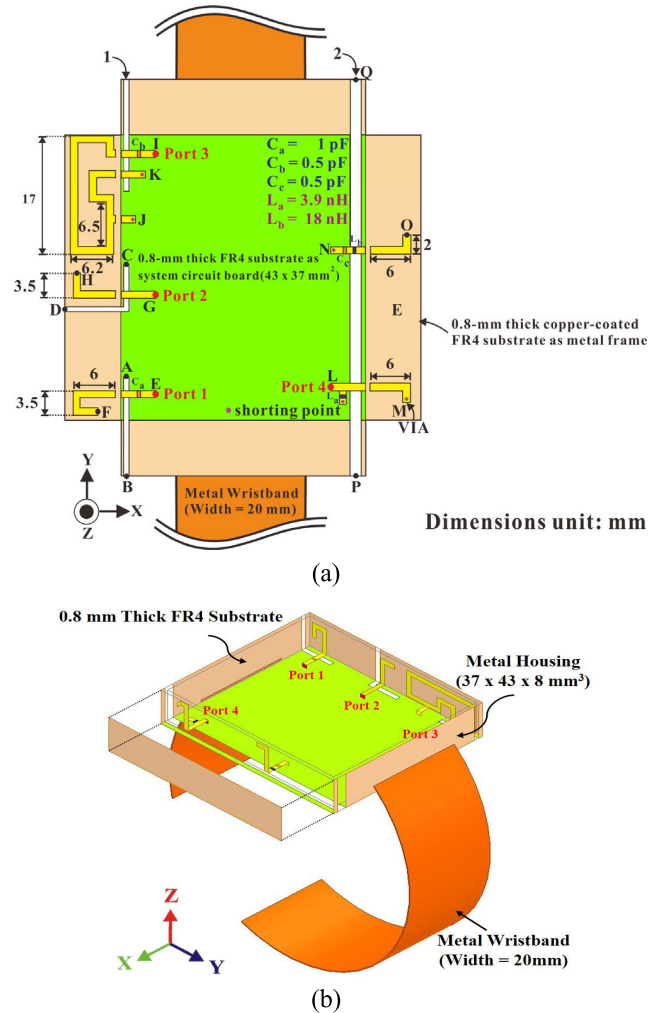 1
2
Q
C_b
I
Port 3
K
17
6.5
J
C_a = 1 pF
C_b = 0.5 pF
C_c = 0.5 pF
L_a = 3.9 nH
L_b = 18 nH
L_b
N
C_c
O
2
6
6.2
C
0.8-mm thick FR4 substrate as
system circuit board(43 x 37 mm²)
H
3.5
Port 2
D
G
E
0.8-mm thick copper-coated
FR4 substrate as metal frame
A
6
C_a
E
Port 1
L
Port 4
6
L_a
3.5
F
shorting point
M
VIA
B
P
Y
X
Z
Metal Wristband
(Width = 20 mm)
Dimensions unit: mm
(a)
0.8 mm Thick FR4 Substrate
Metal Housing
(37 x 43 x 8 mm³)
Port 1
Port 2
Port 3
Port 4
Z
X
Y
Metal Wristband
(Width = 20mm)
(b)